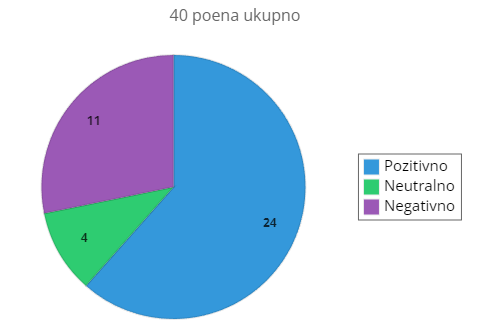 40 poena ukupno
11
4
24
Pozitivno
Neutralno
Negativno